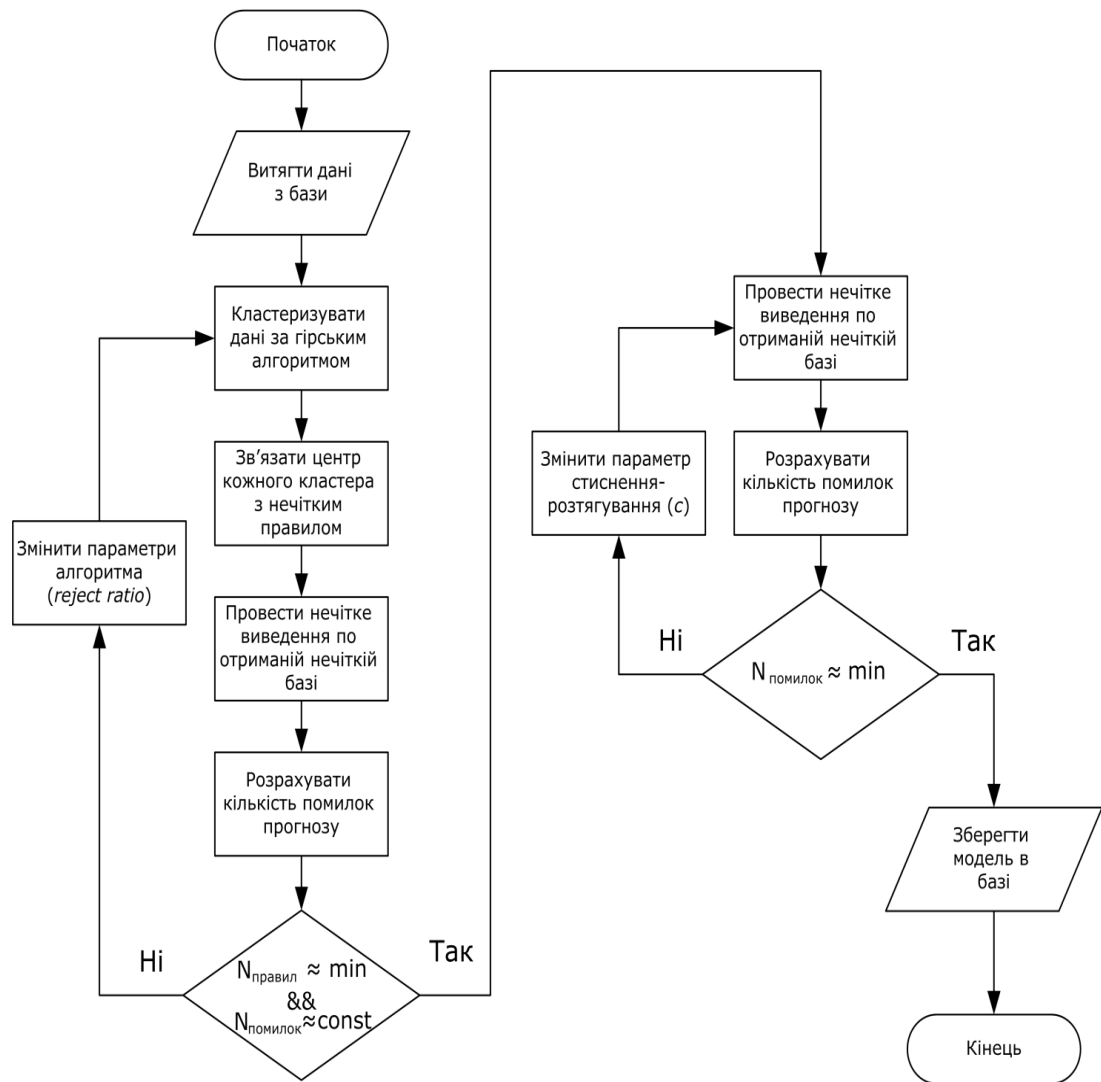 Початок
Витягти дані
з бази
Кластеризувати
дані за гірським
алгоритмом
Зв’язати центр
кожного кластера
з нечітким
правилом
Змінити параметри
алгоритма
(reject ratio)
Провести нечітке
виведення по
отриманій нечіткій
базі
Розрахувати
кількість помилок
прогнозу
Ні
Так
Nправил ≈ min
&&
Nпомилок≈const
Провести нечітке
виведення по
отриманій нечіткій
базі
Змінити параметр
стиснення-
розтягування (c)
Розрахувати
кількість помилок
прогнозу
Ні
Так
Nпомилок ≈ min
Зберегти
модель в
базі
Кінець